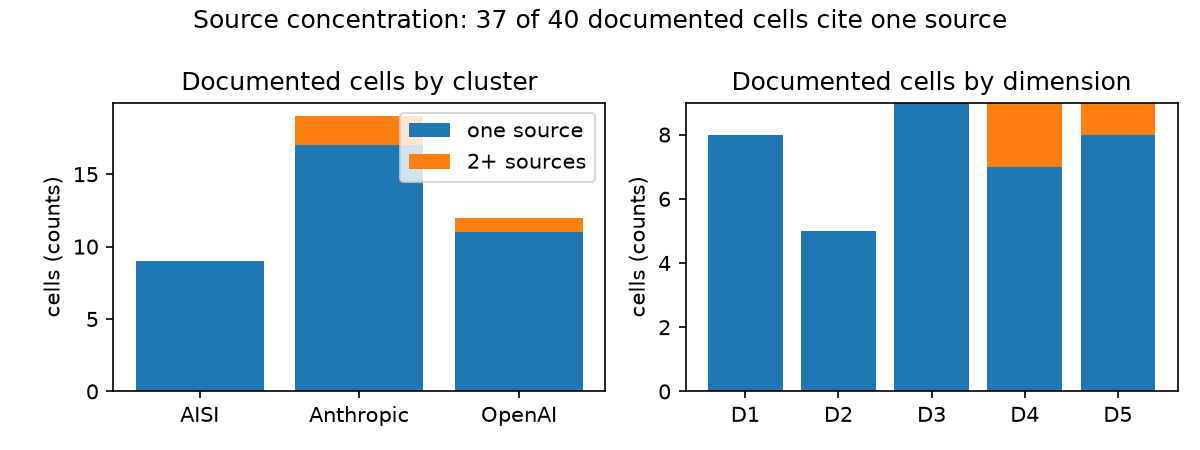 Source concentration: 37 of 40 documented cells cite one source
Documented cells by cluster
cells (counts)
15
10
5
0
AISI
Anthropic
OpenAI
one source
2+ sources
Documented cells by dimension
cells (counts)
8
6
4
2
0
D1
D2
D3
D4
D5